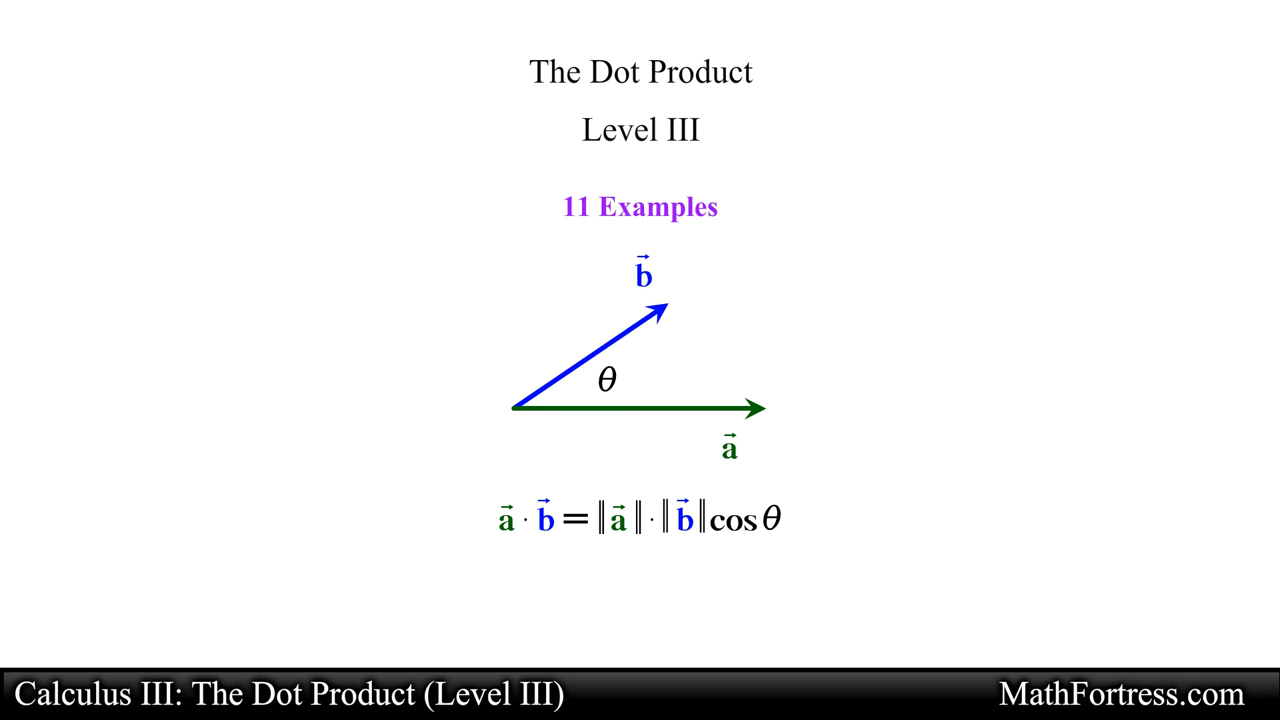 The Dot Product
Level III
11 Examples
b⃗
θ
a⃗
a⃗ · b⃗ = ‖a⃗‖ · ‖b⃗‖ cos θ
Calculus III: The Dot Product (Level III)
MathFortress.com